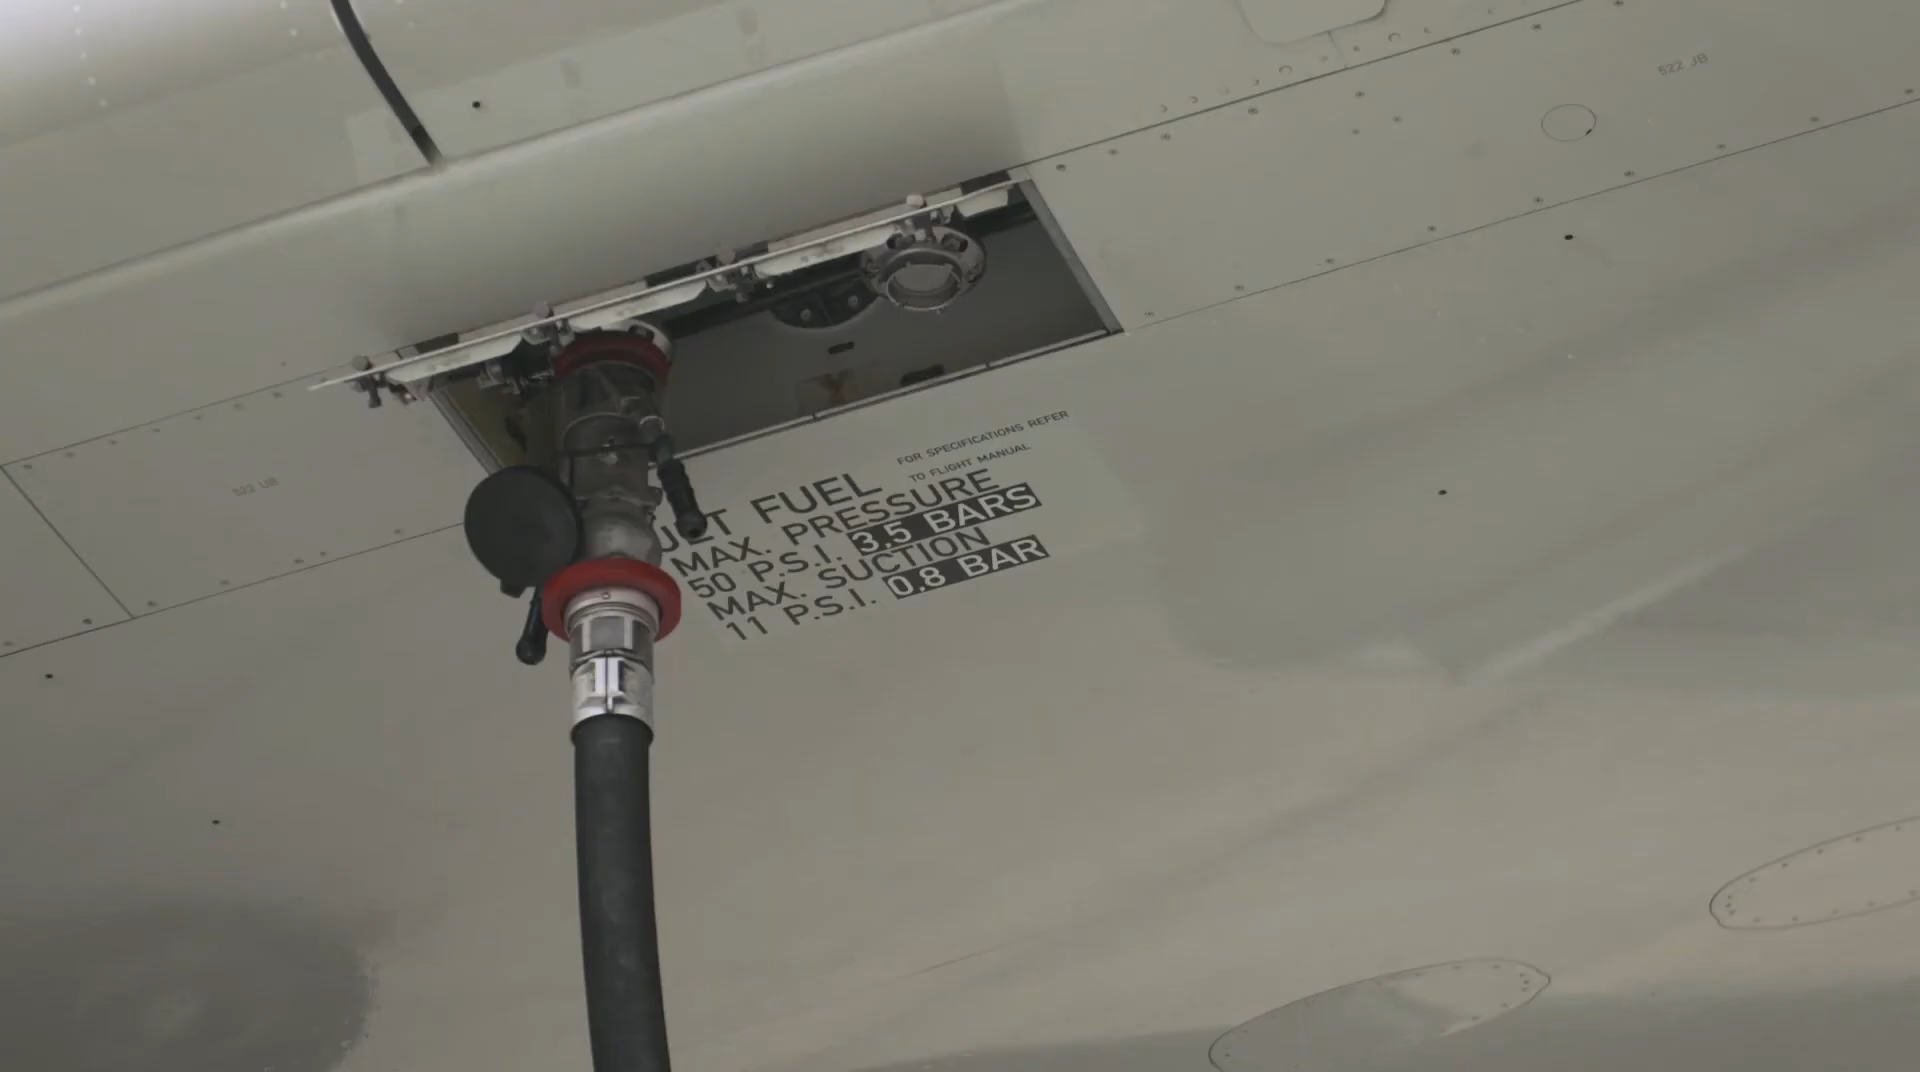 522 JB
FOR SPECIFICATIONS REFER
TO FLIGHT MANUAL
JET FUEL
MAX. PRESSURE
50 P.S.I. 3,5 BARS
MAX. SUCTION
11 P.S.I. 0,8 BAR